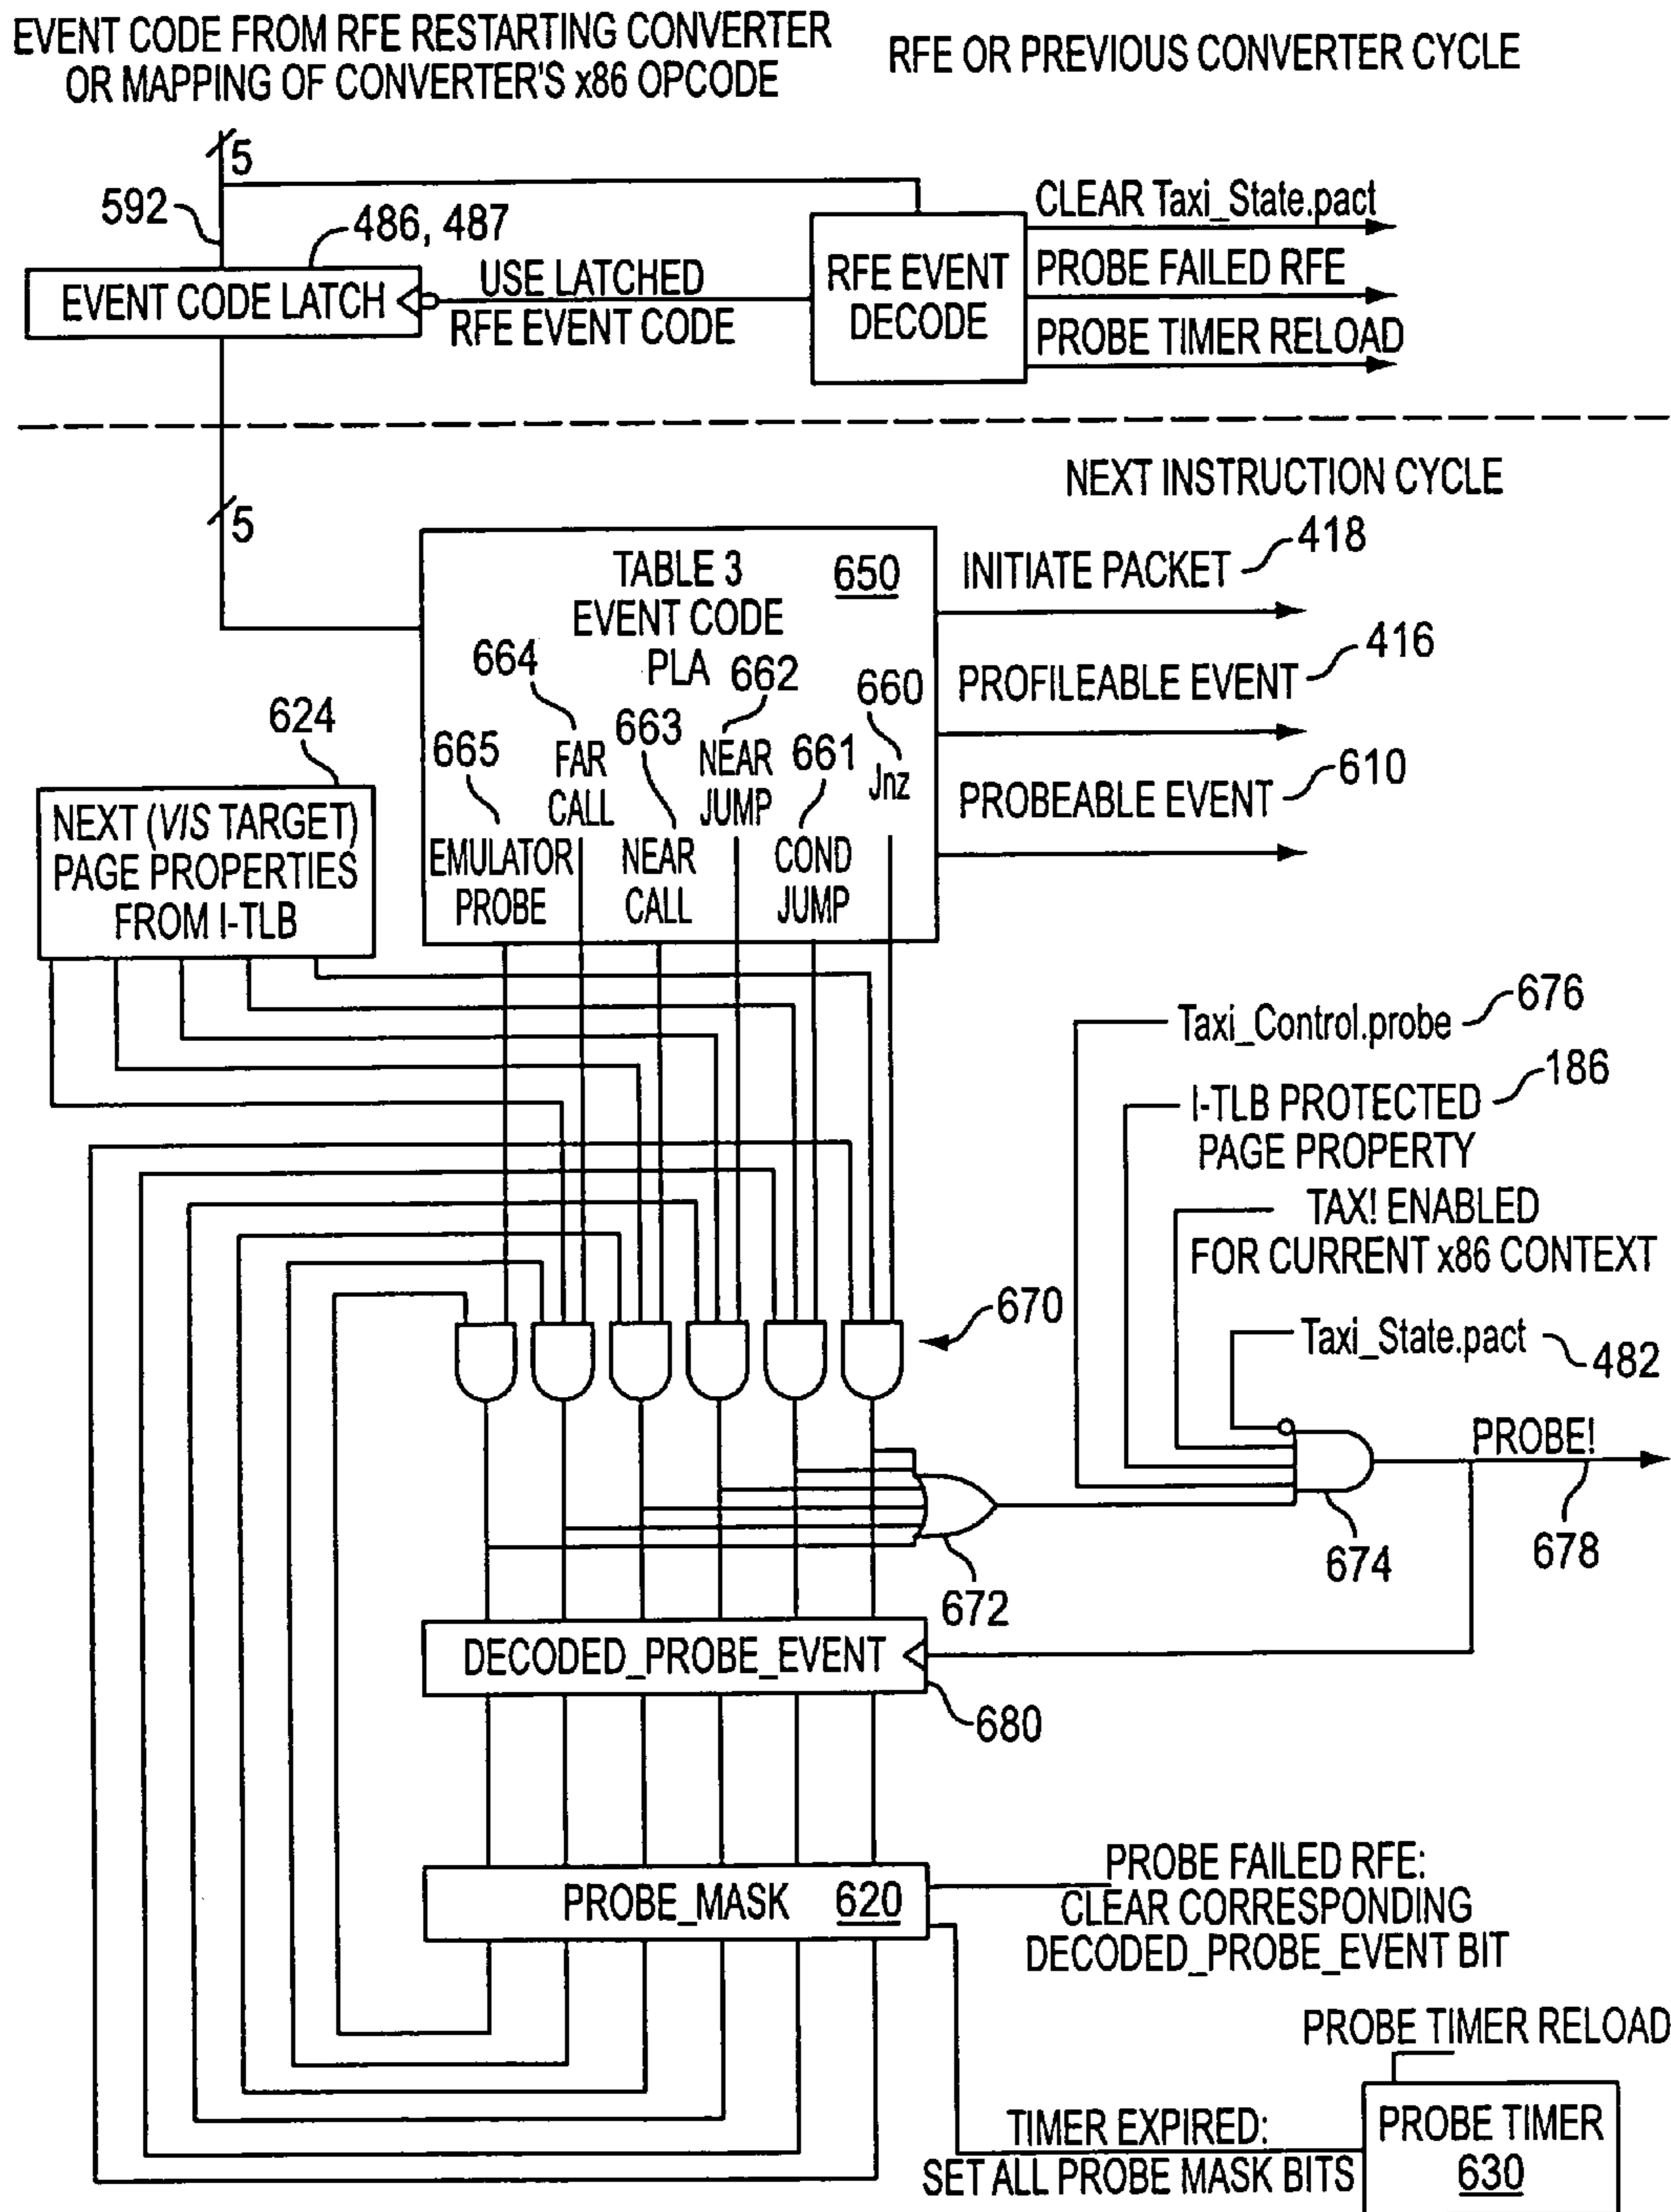 EVENT CODE FROM RFE RESTARTING CONVERTER
OR MAPPING OF CONVERTER'S x86 OPCODE
RFE OR PREVIOUS CONVERTER CYCLE
5
592
486, 487
EVENT CODE LATCH
USE LATCHED
RFE EVENT CODE
RFE EVENT
DECODE
CLEAR Taxi_State.pact
PROBE FAILED RFE
PROBE TIMER RELOAD
NEXT INSTRUCTION CYCLE
5
TABLE 3
EVENT CODE
PLA
650
INITIATE PACKET
418
PROFILEABLE EVENT
416
PROBEABLE EVENT
610
665
EMULATOR
PROBE
664
FAR
CALL
663
NEAR
CALL
662
NEAR
JUMP
661
COND
JUMP
660
Jnz
624
NEXT (VIS TARGET)
PAGE PROPERTIES
FROM I-TLB
Taxi_Control.probe
676
I-TLB PROTECTED
PAGE PROPERTY
186
TAX! ENABLED
FOR CURRENT x86 CONTEXT
Taxi_State.pact
482
670
PROBE!
678
674
672
DECODED_PROBE_EVENT
680
PROBE_MASK 620
PROBE FAILED RFE:
CLEAR CORRESPONDING
DECODED_PROBE_EVENT BIT
PROBE TIMER RELOAD
TIMER EXPIRED:
SET ALL PROBE MASK BITS
PROBE TIMER
630